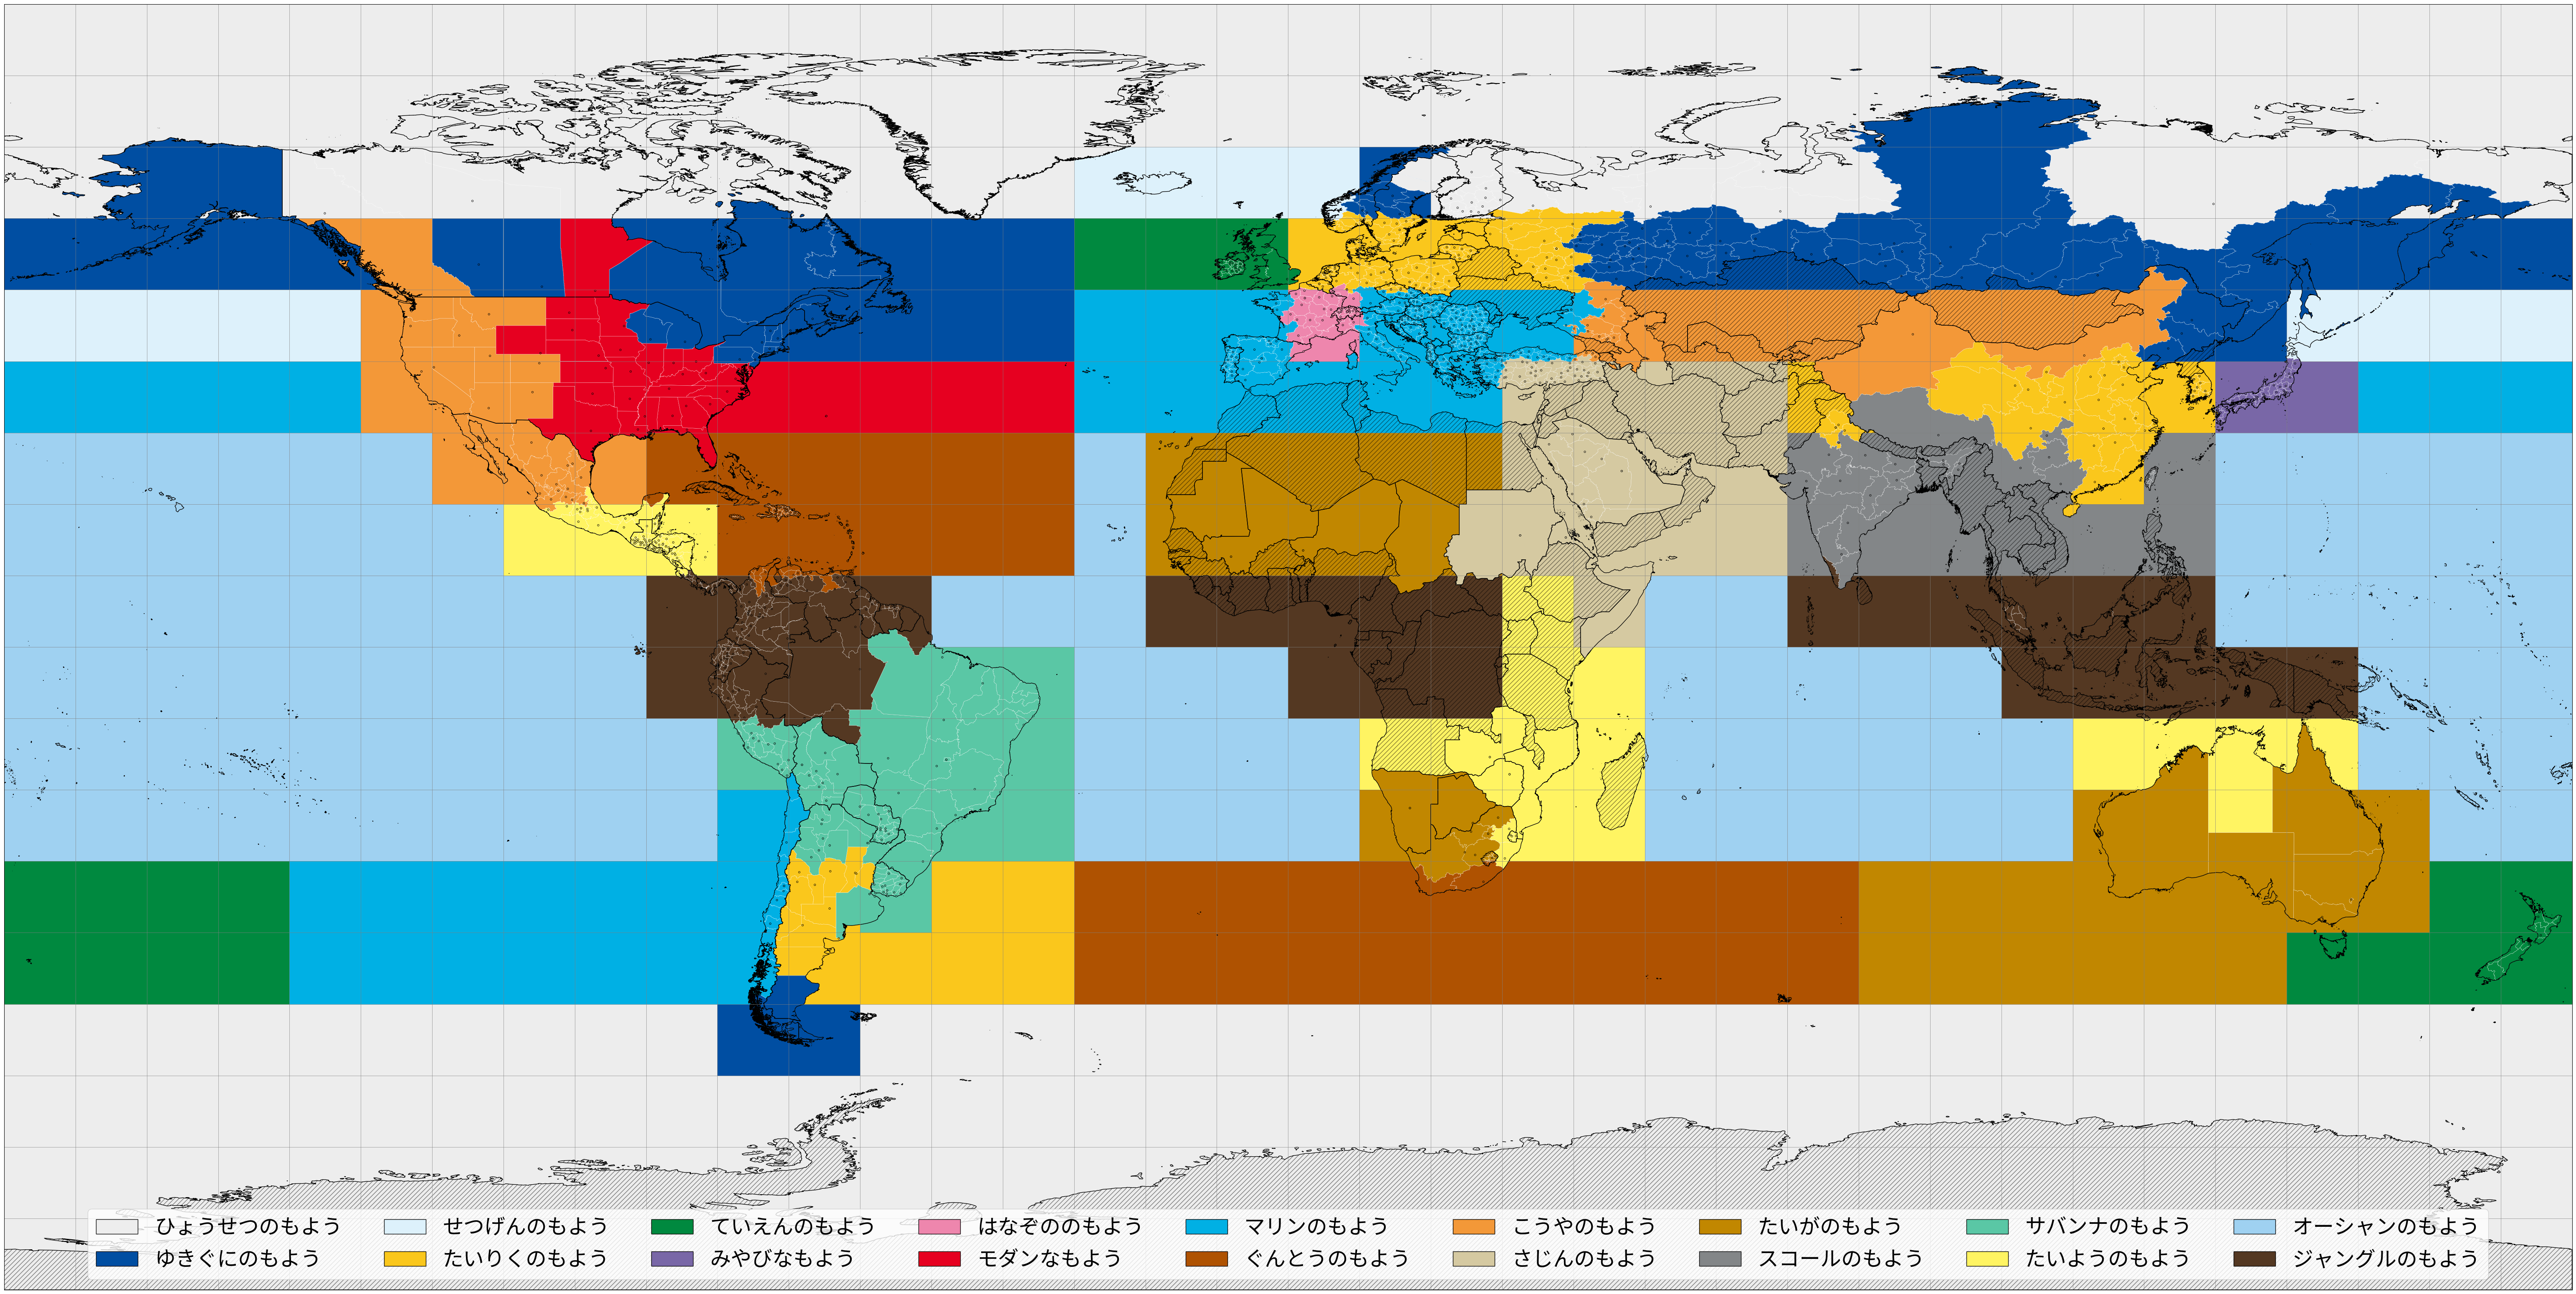 ひょうせつのもよう せつげんのもよう ていえんのもよう はなぞののもよう マリンのもよう こうやのもよう たいがのもよう サバンナのもよう オーシャンのもよう
ゆきぐにのもよう たいりくのもよう みやびなもよう モダンなもよう ぐんとうのもよう さじんのもよう スコールのもよう たいようのもよう ジャングルのもよう